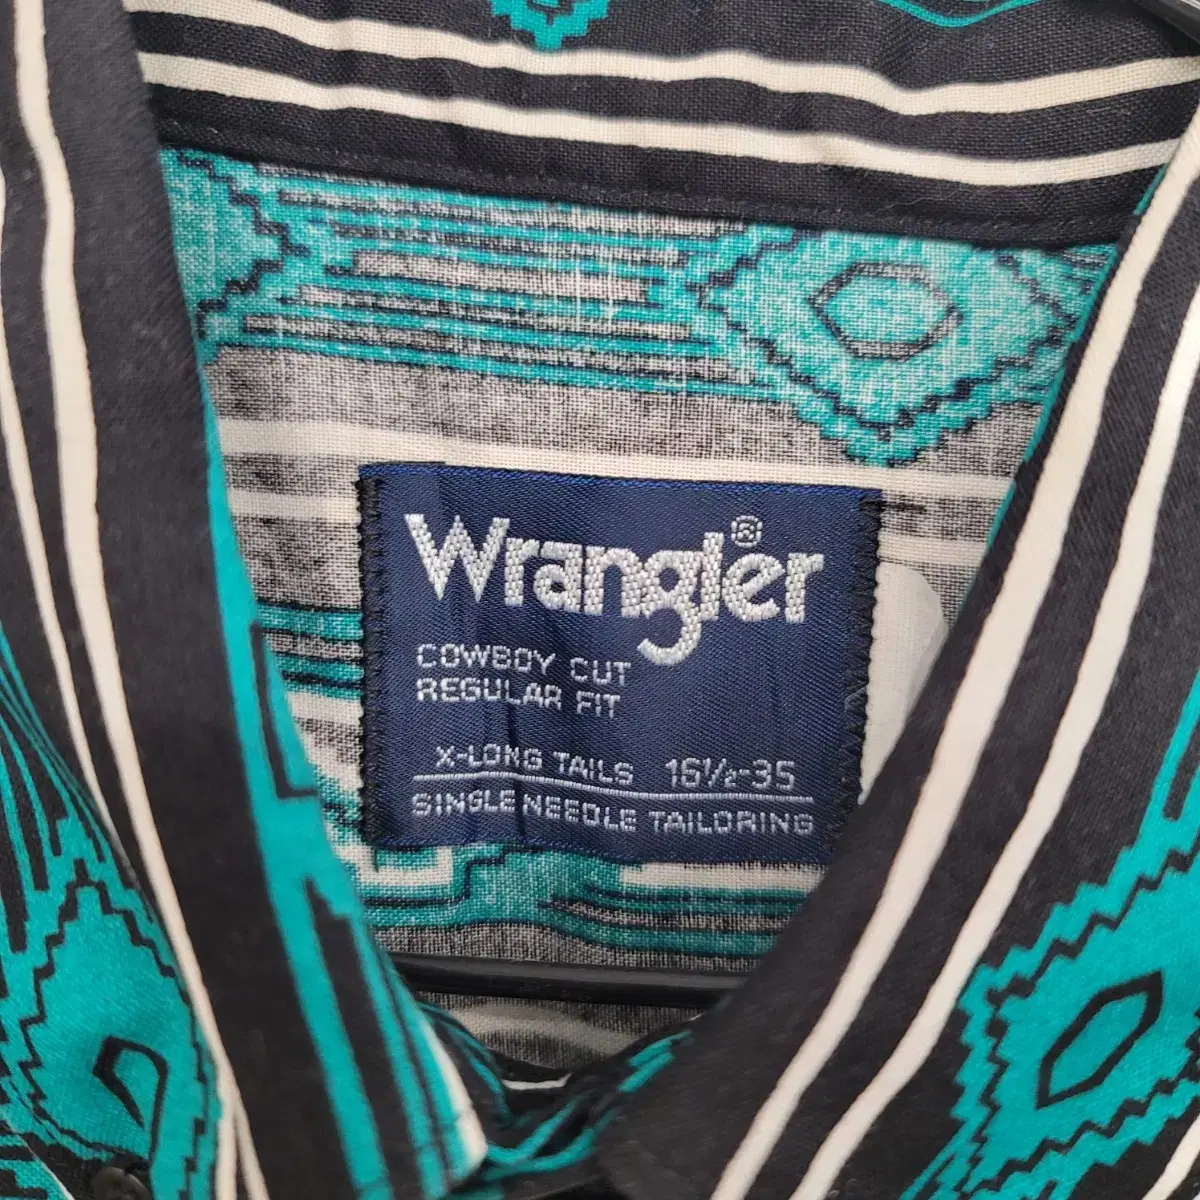 Wrangler®
COWBOY CUT
REGULAR FIT
X-LONG TAILS 16½-35
SINGLE NEEDLE TAILORING